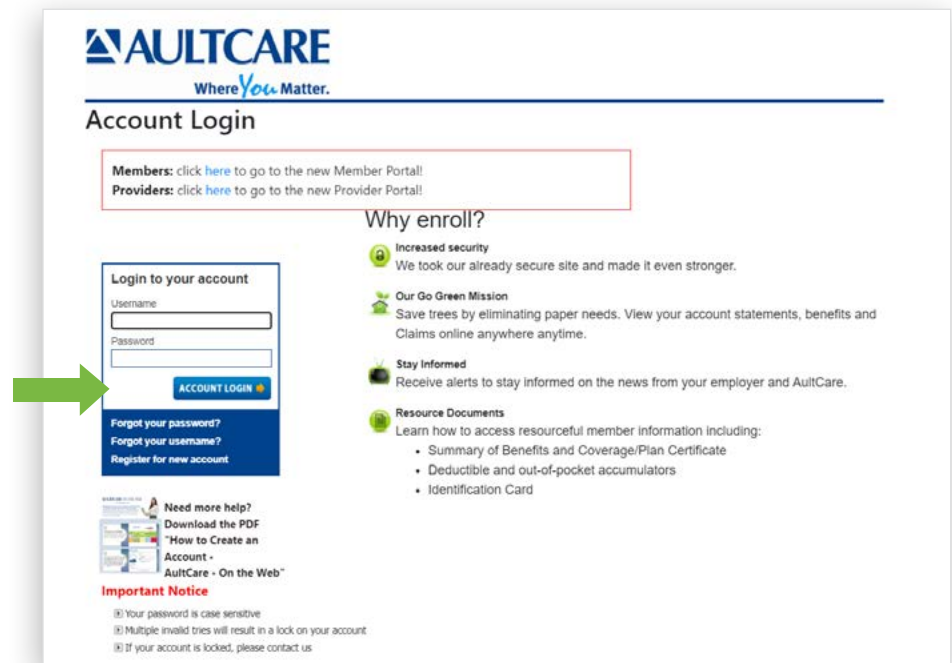 AULTCARE
Where You Matter.
Account Login
Members: click here to go to the new Member Portal!
Providers: click here to go to the new Provider Portal!
Why enroll?
Increased security
We took our already secure site and made it even stronger.
Our Go Green Mission
Save trees by eliminating paper needs. View your account statements, benefits and
Claims online anywhere anytime.
Stay Informed
Receive alerts to stay informed on the news from your employer and AultCare.
Resource Documents
Learn how to access resourceful member information including:
• Summary of Benefits and Coverage/Plan Certificate
• Deductible and out-of-pocket accumulators
• Identification Card
Login to your account
Username
Password
ACCOUNT LOGIN
Forgot your password?
Forgot your username?
Register for new account
Need more help?
Download the PDF
"How to Create an
Account -
AultCare - On the Web"
Important Notice
Your password is case sensitive
Multiple invalid tries will result in a lock on your account
If your account is locked, please contact us